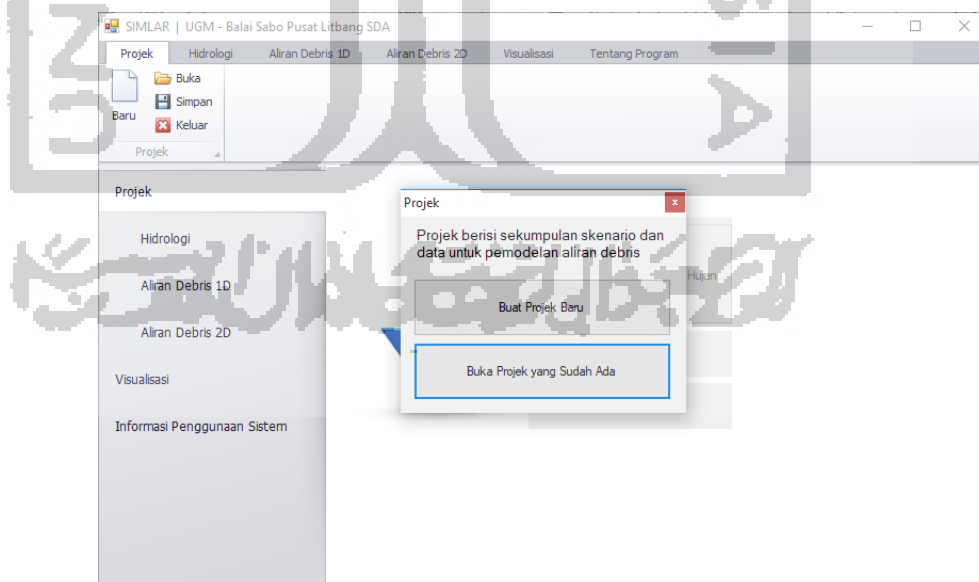 SIMLAR | UGM - Balai Sabo Pusat Litbang SDA
Projek Hidrologi Aliran Debris 1D Aliran Debris 2D Visualisasi Tentang Program
Baru
Buka
Simpan
Keluar
Projek
Projek
Hidrologi
Aliran Debris 1D
Aliran Debris 2D
Visualisasi
Informasi Penggunaan Sistem
Projek
Projek berisi sekumpulan skenario dan
data untuk pemodelan aliran debris
Buat Projek Baru
Buka Projek yang Sudah Ada
Hujan